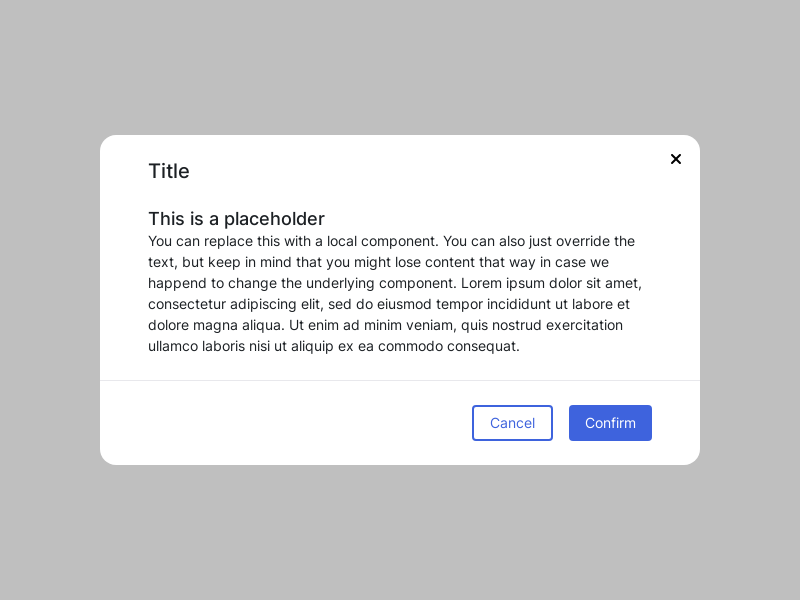 Title
This is a placeholder
You can replace this with a local component. You can also just override the
text, but keep in mind that you might lose content that way in case we
happend to change the underlying component. Lorem ipsum dolor sit amet,
consectetur adipiscing elit, sed do eiusmod tempor incididunt ut labore et
dolore magna aliqua. Ut enim ad minim veniam, quis nostrud exercitation
ullamco laboris nisi ut aliquip ex ea commodo consequat.
Cancel Confirm